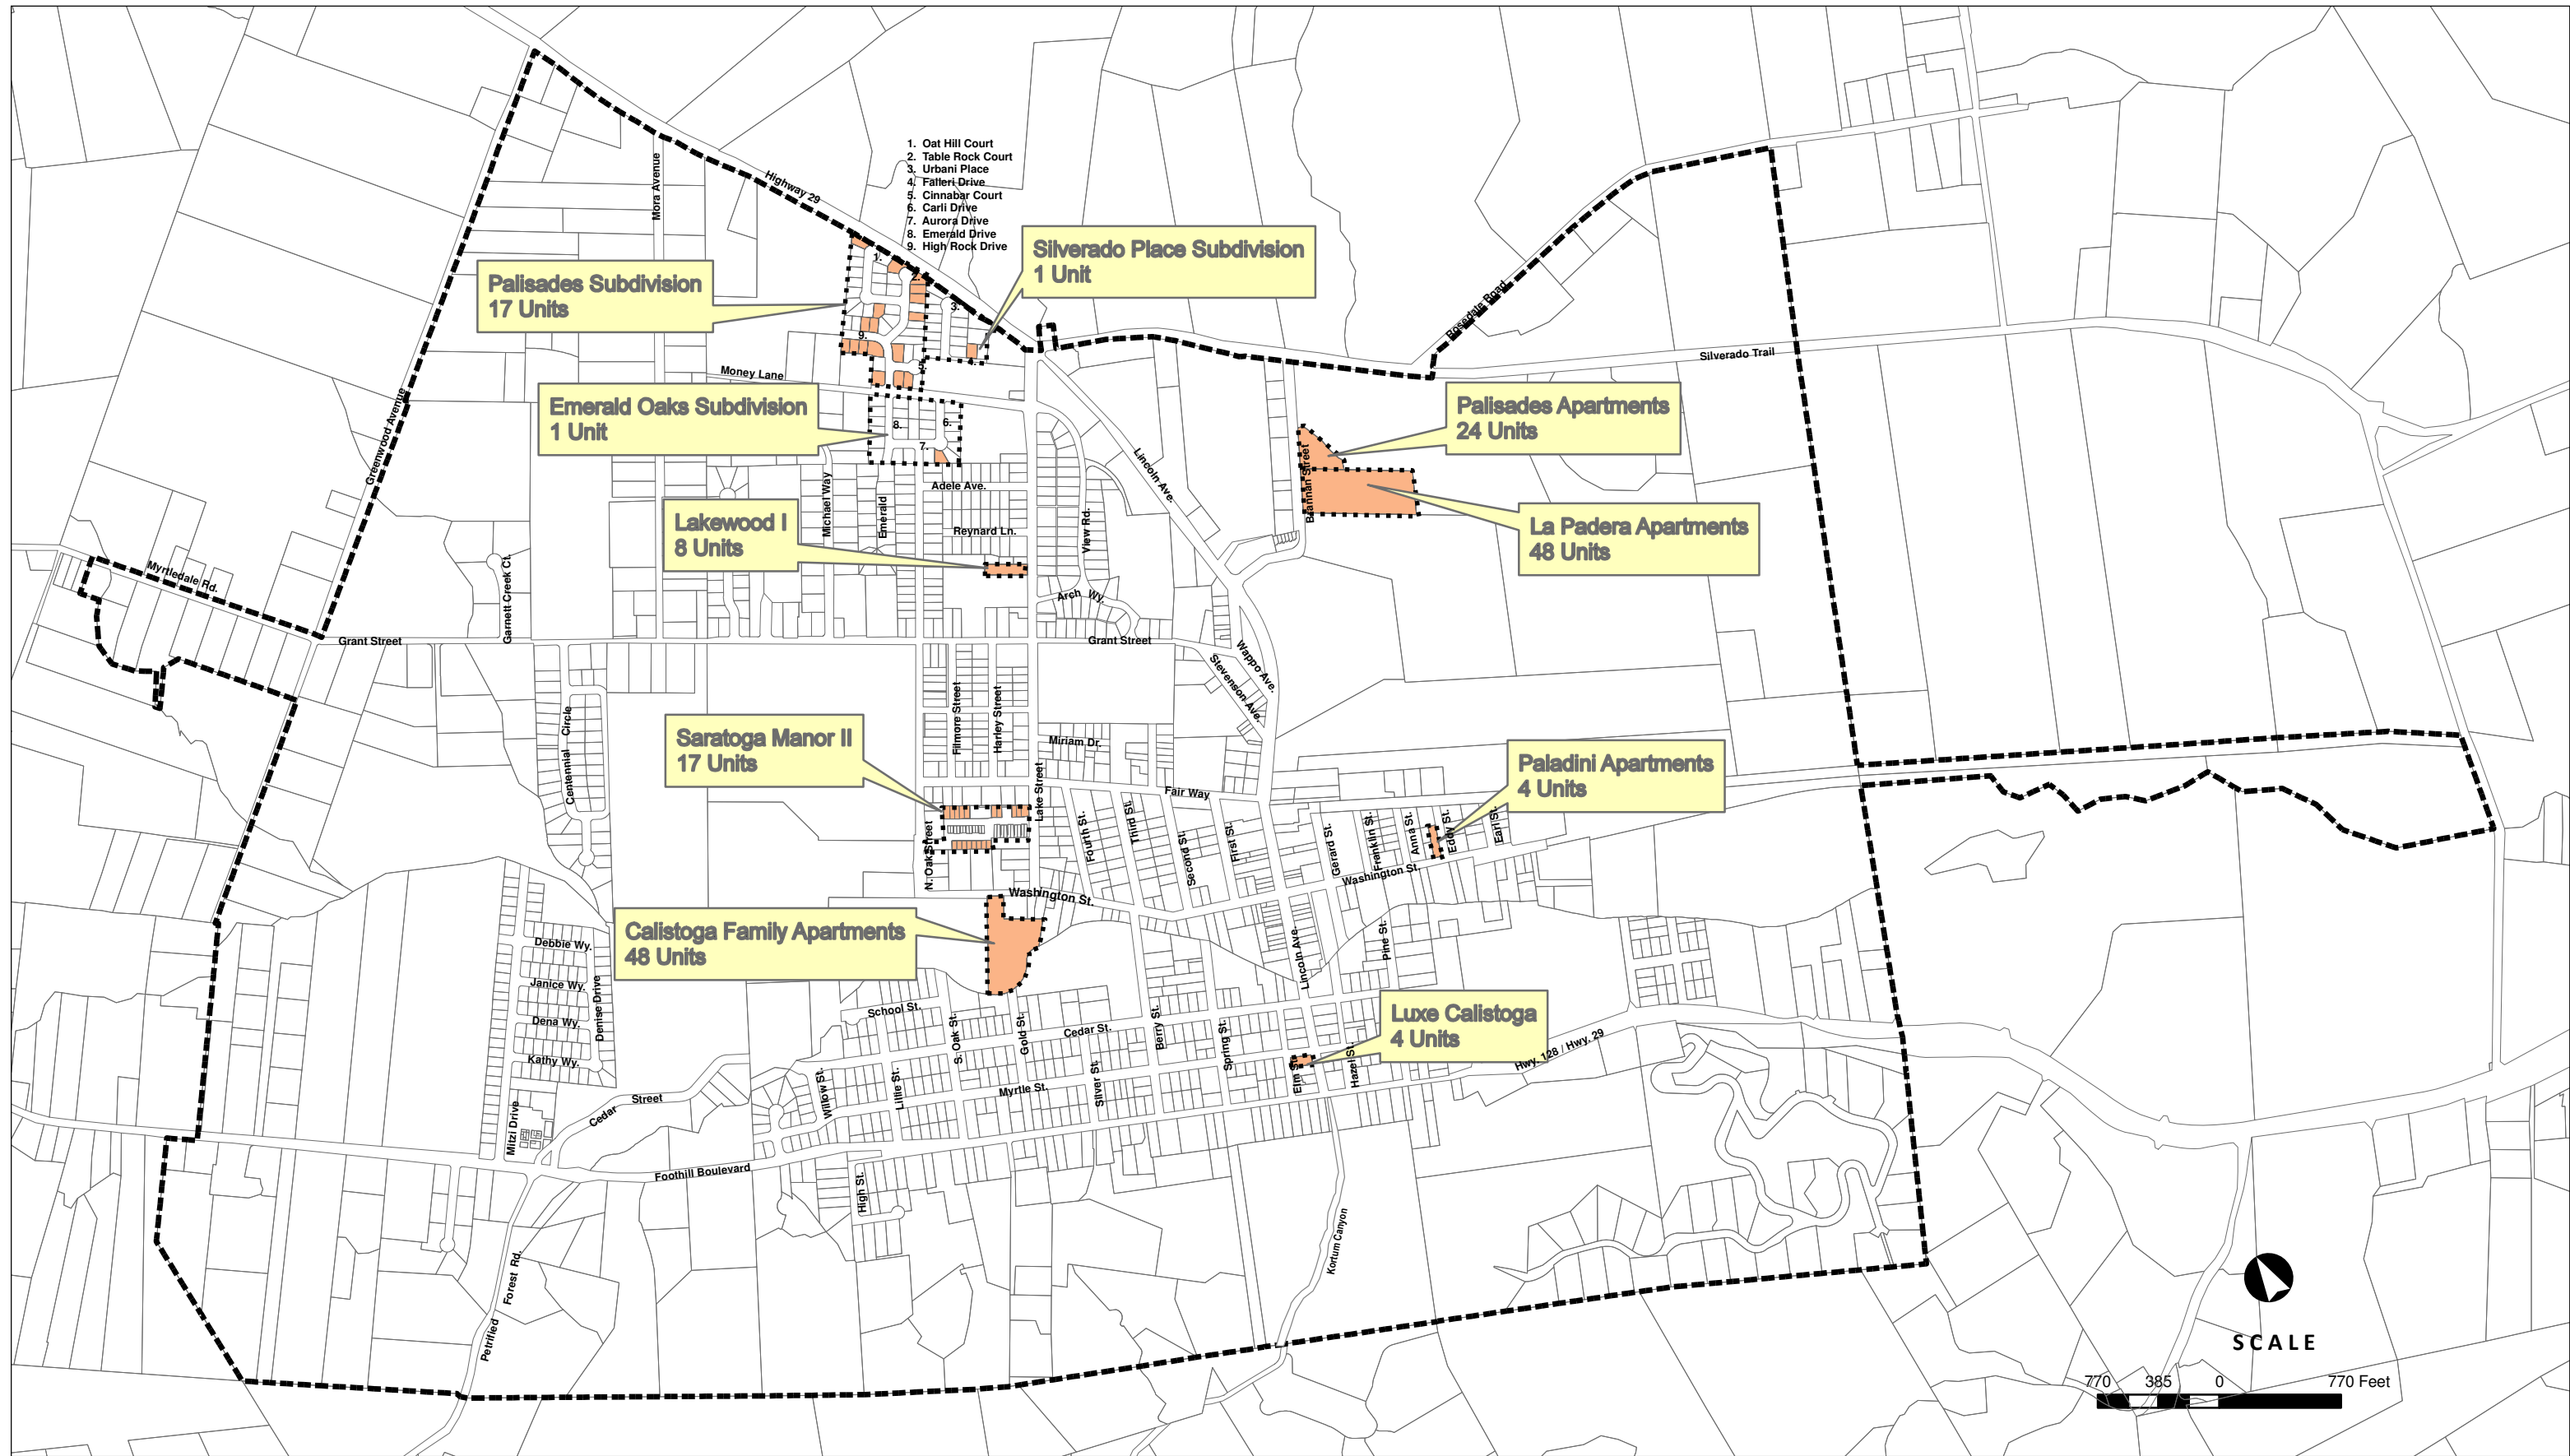 1. Oat Hill Court
2. Table Rock Court
3. Urbani Place
4. Falleri Drive
5. Cinnabar Court
6. Carli Drive
7. Aurora Drive
8. Emerald Drive
9. High Rock Drive
Highway 29
Mora Avenue
Silverado Place Subdivision
1 Unit
Palisades Subdivision
17 Units
1.
2.
3.
9.
4.
5.
Rosedale Road
Silverado Trail
Money Lane
Greenwood Avenue
Emerald Oaks Subdivision
1 Unit
8.
6.
7.
Palisades Apartments
24 Units
Lincoln Ave.
Brannan Street
Adele Ave.
Michael Way
Emerald
Lakewood I
8 Units
Reynard Ln.
View Rd.
La Padera Apartments
48 Units
Myrtledale Rd.
Garnett Creek Ct.
Arch Wy.
Grant Street
Grant Street
Wappo Ave.
Stevenson Ave.
Centennial Circle
Filmore Street
Harley Street
Miriam Dr.
Saratoga Manor II
17 Units
Lake Street
Fair Way
Paladini Apartments
4 Units
N. Oak Street
Fourth St.
Third St.
Second St.
First St.
Gerard St.
Franklin St.
Anna St.
Eddy St.
Earl St.
Washington St.
Washington St.
Calistoga Family Apartments
48 Units
Debbie Wy.
Janice Wy.
Dena Wy.
Kathy Wy.
Denise Drive
Lincoln Ave.
Pine St.
School St.
S. Oak St.
Gold St.
Cedar St.
Berry St.
Spring St.
Luxe Calistoga
4 Units
Elm St.
Hazel St.
Hwy. 128 / Hwy. 29
Willow St.
Lillie St.
Myrtle St.
Silver St.
Cedar Street
Mitzi Drive
Foothill Boulevard
High St.
Petrified Forest Rd.
Kortum Canyon
SCALE
770 385 0 770 Feet